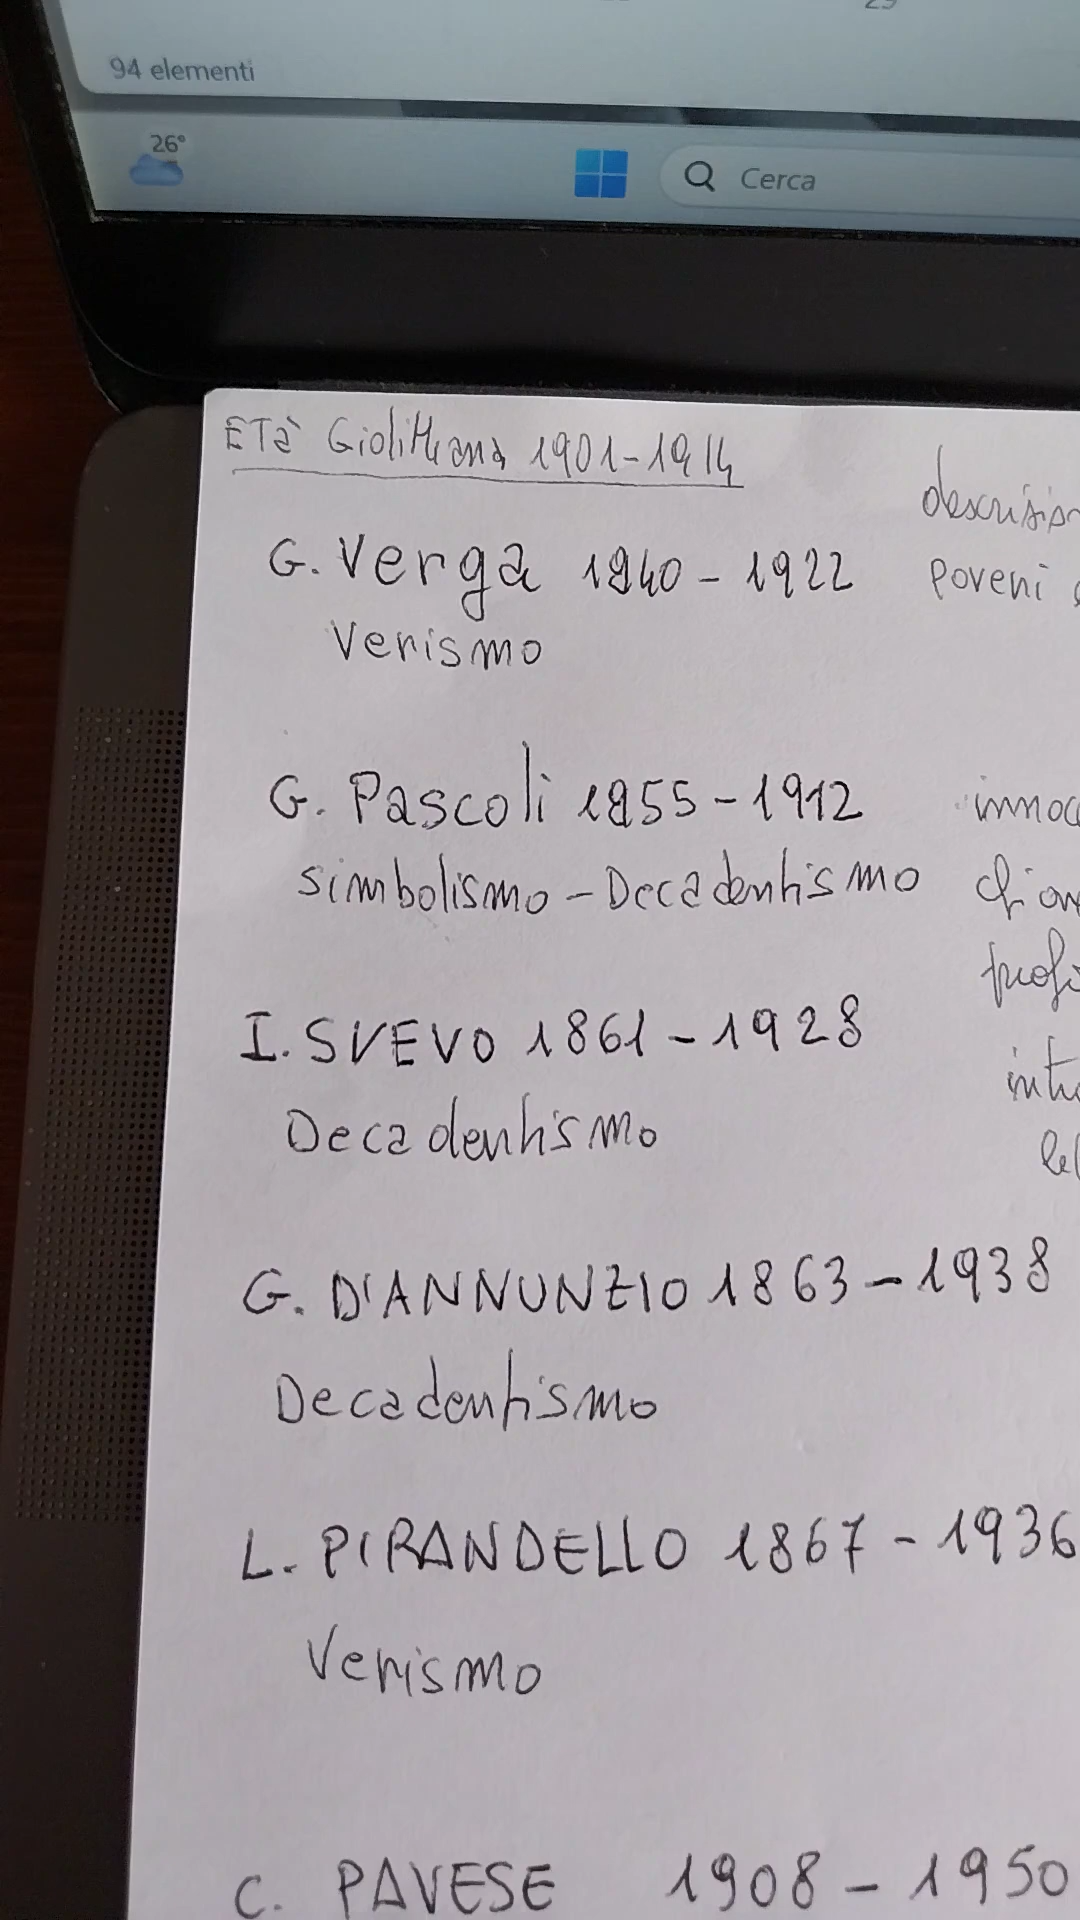 94 elementi
26°
Cerca
ETà Giolittiana 1901-1914
G. Verga 1840 - 1922
poveri
Verismo
G. Pascoli 1855 - 1912
simbolismo - Decadentismo
I. SVEVO 1861 - 1928
Decadentismo
G. D'ANNUNZIO 1863 - 1938
Decadentismo
L. PIRANDELLO 1867 - 1936
Verismo
C. PAVESE 1908 - 1950